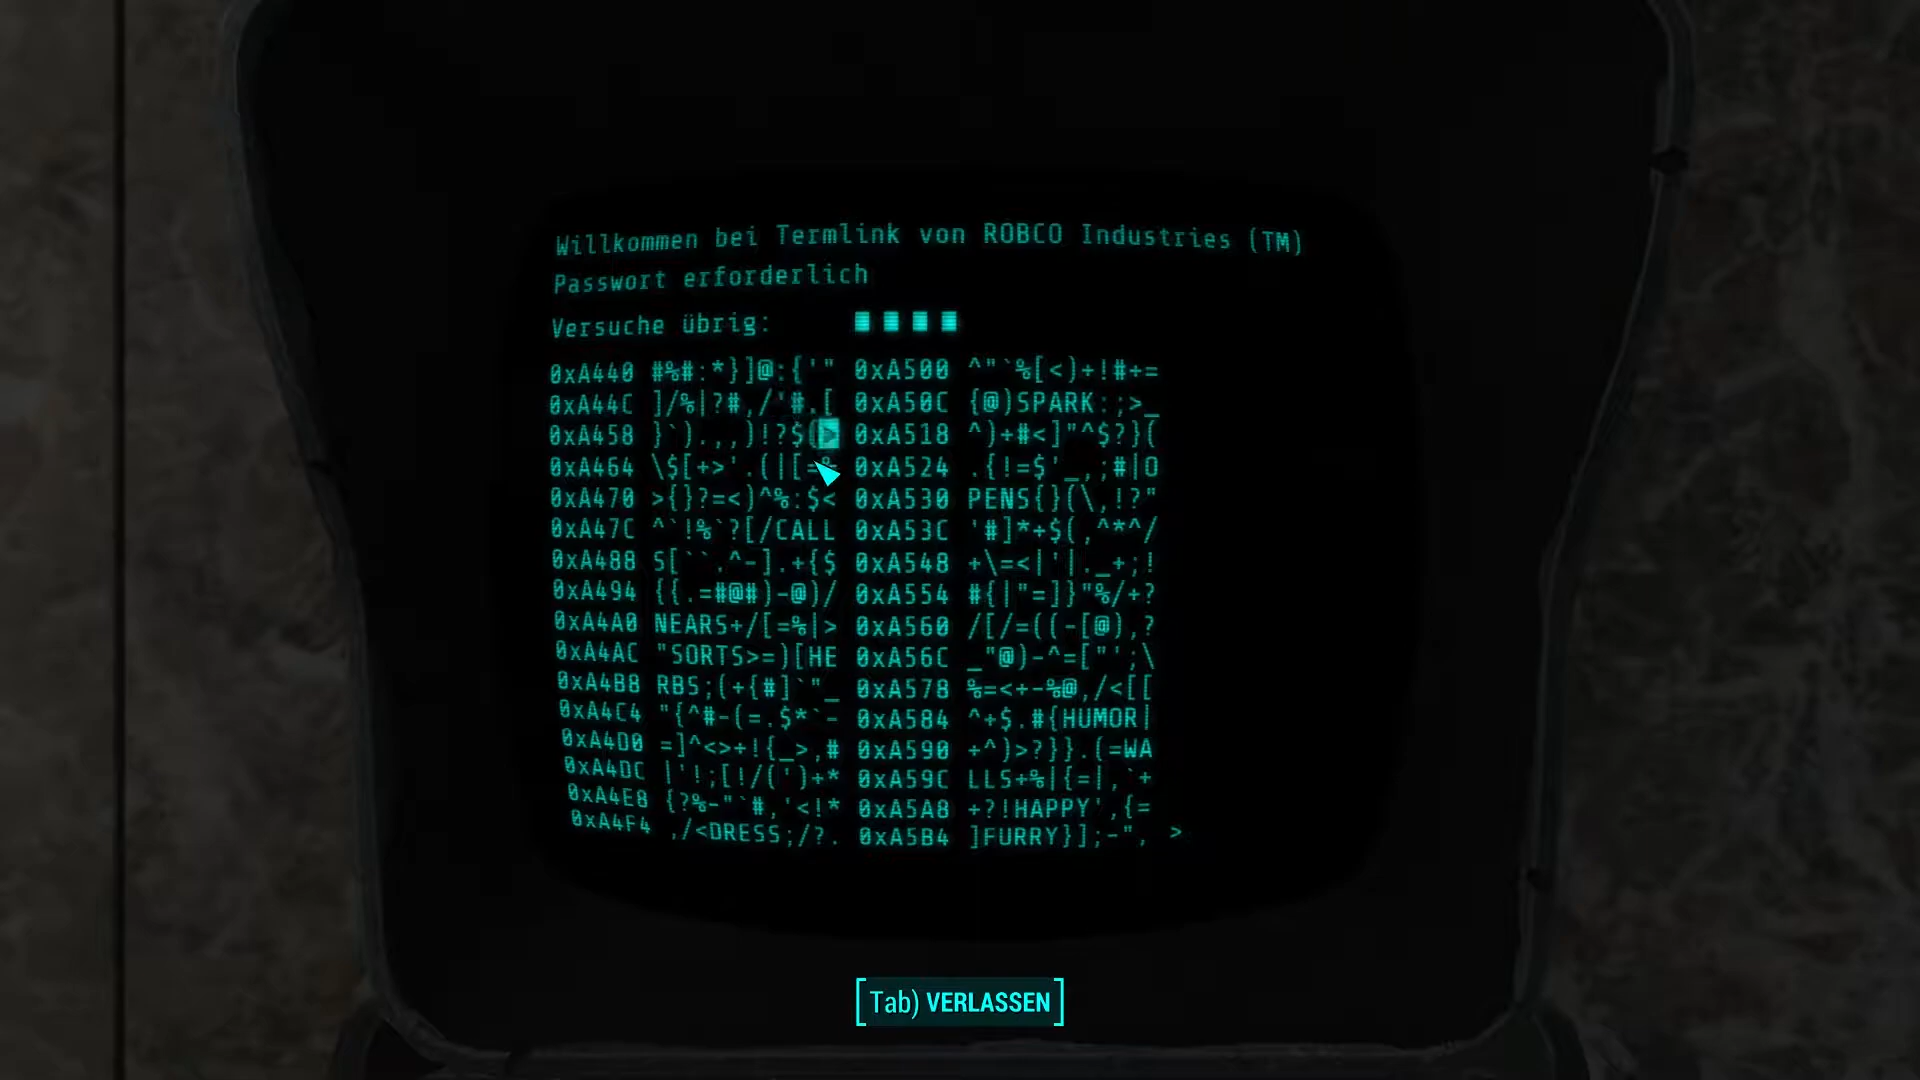 Willkommen bei Termlink von ROBCO Industries (TM)
Passwort erforderlich
Versuche übrig:
0xA440 #%#:*}]@:{'" 0xA500 ^"`%[<)+!#+=
0xA44C ]/%|?#,/'#.[ 0xA50C {@)SPARK:;>_
0xA458 }`).,,)!?$(> 0xA518 ^)+#<]"^$?}(
0xA464 \$[+>'.(|[=% 0xA524 .{!=$'_,;#|O
0xA470 >{}?=<)^%:$< 0xA530 PENS{}(\,!?"
0xA47C ^`!%`?[/CALL 0xA53C '#]*+$(,^*^/
0xA488 S[``.^-].+{$ 0xA548 +\=<|'|._+;!
0xA494 {{.=#@#)-@)/ 0xA554 #{|"=]}"%/+?
0xA4A0 NEARS+/[=%|> 0xA560 /[/=((-[@),?
0xA4AC "SORTS>=)[HE 0xA56C _"@)-^=["';\
0xA4B8 RBS;(+{#]`"_ 0xA578 %=<+-%@,/<[[
0xA4C4 "{^#-(=.$*`- 0xA584 ^+$.#{HUMOR|
0xA4D0 =]^<>+!{_>,# 0xA590 +^)>?}}.(=WA
0xA4DC |'!;[!/(')+* 0xA59C LLS+%|{=|,`+
0xA4E8 {?%-"`#,'<!* 0xA5A8 +?!HAPPY',{=
0xA4F4 ,/<DRESS;/?. 0xA5B4 ]FURRY}];-", >
Tab) VERLASSEN